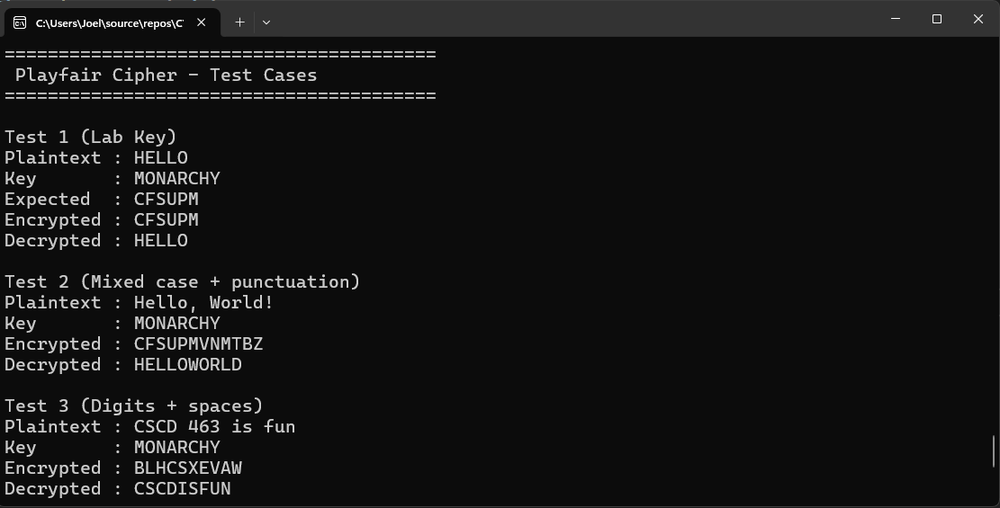 C:\Users\Joel\source\repos\C
========================================
 Playfair Cipher - Test Cases
========================================
Test 1 (Lab Key)
Plaintext : HELLO
Key       : MONARCHY
Expected  : CFSUPM
Encrypted : CFSUPM
Decrypted : HELLO
Test 2 (Mixed case + punctuation)
Plaintext : Hello, World!
Key       : MONARCHY
Encrypted : CFSUPMVNMTBZ
Decrypted : HELLOWORLD
Test 3 (Digits + spaces)
Plaintext : CSCD 463 is fun
Key       : MONARCHY
Encrypted : BLHCSXEVAW
Decrypted : CSCDISFUN